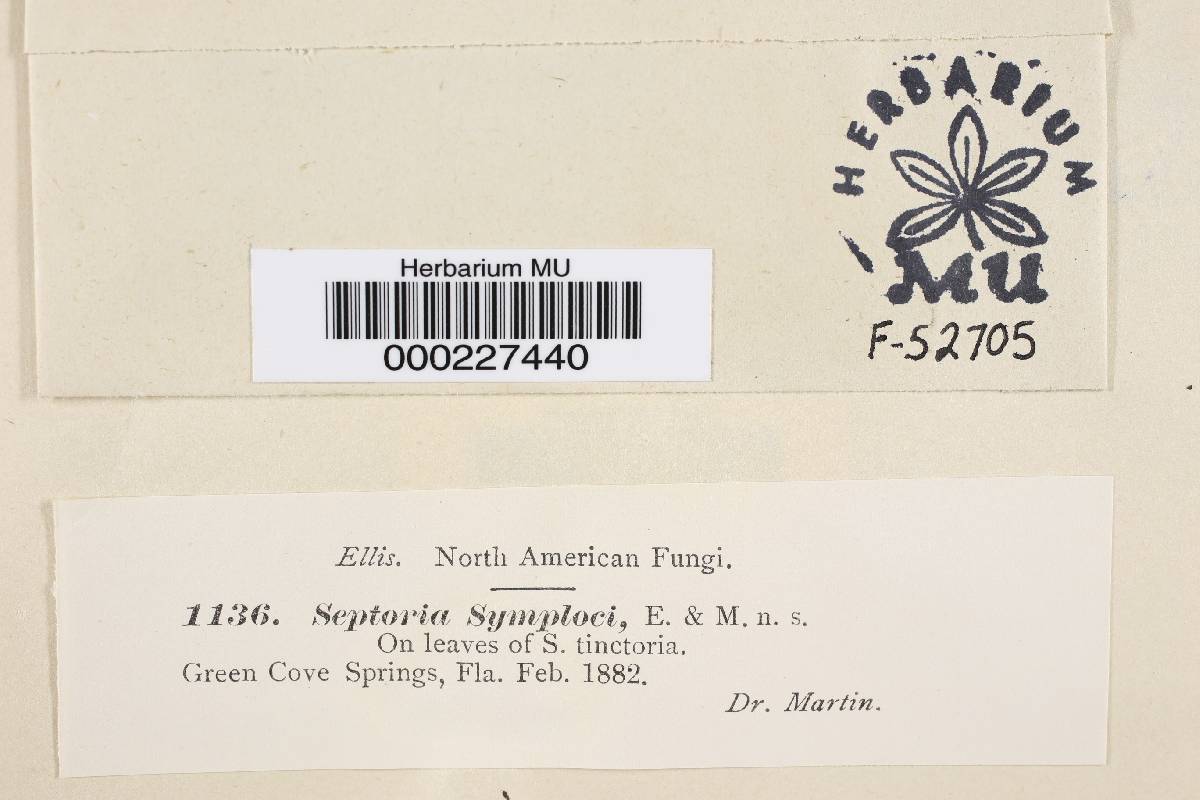 HERBARIUM
MU
F-52705
Herbarium MU
000227440
Ellis. North American Fungi.
1136. Septoria Symploci, E. & M. n. s.
On leaves of S. tinctoria.
Green Cove Springs, Fla. Feb. 1882.
Dr. Martin.